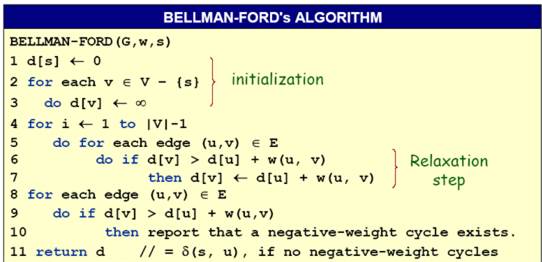 BELLMAN-FORD's ALGORITHM
BELLMAN-FORD(G,w,s)
1 d[s] ← 0
2 for each v ∈ V - {s}
3 do d[v] ← ∞
initialization
4 for i ← 1 to |V|-1
5 do for each edge (u,v) ∈ E
6 do if d[v] > d[u] + w(u, v)
7 then d[v] ← d[u] + w(u, v)
Relaxation
step
8 for each edge (u,v) ∈ E
9 do if d[v] > d[u] + w(u,v)
10 then report that a negative-weight cycle exists.
11 return d // = δ(s, u), if no negative-weight cycles